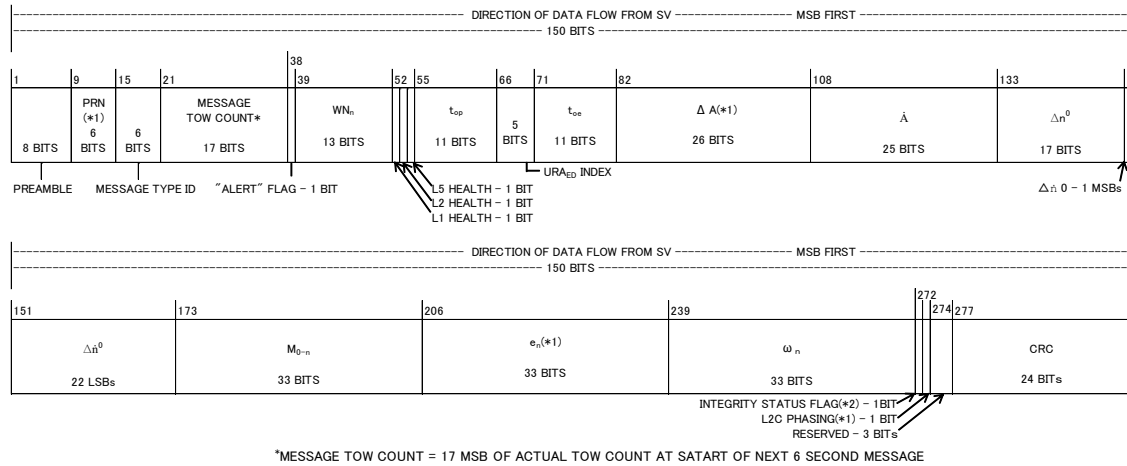 DIRECTION OF DATA FLOW FROM SV MSB FIRST
150 BITS
38
1 9 15 21 39 52 55 66 71 82 108 133
PRN (*1) 6 BITS
MESSAGE TOW COUNT*
WNn
top
toe
Δ A(*1)
Ȧ
Δn0
8 BITS
6 BITS
17 BITS
13 BITS
11 BITS
5 BITS
11 BITS
26 BITS
25 BITS
17 BITS
PREAMBLE
MESSAGE TYPE ID
"ALERT" FLAG - 1 BIT
URAED INDEX
L5 HEALTH - 1 BIT
L2 HEALTH - 1 BIT
L1 HEALTH - 1 BIT
Δṅ 0 - 1 MSBs
DIRECTION OF DATA FLOW FROM SV MSB FIRST
150 BITS
272
151 173 206 239 274 277
Δṅ0
M0-n
en(*1)
ωn
CRC
22 LSBs
33 BITS
33 BITS
33 BITS
24 BITs
INTEGRITY STATUS FLAG(*2) - 1BIT
L2C PHASING(*1) - 1 BIT
RESERVED - 3 BITs
*MESSAGE TOW COUNT = 17 MSB OF ACTUAL TOW COUNT AT SATART OF NEXT 6 SECOND MESSAGE